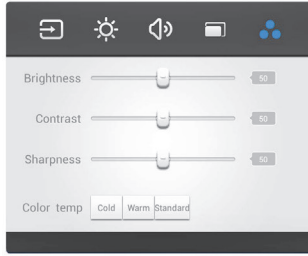 Brightness 50
Contrast 50
Sharpness 50
Color temp Cold Warm Standard